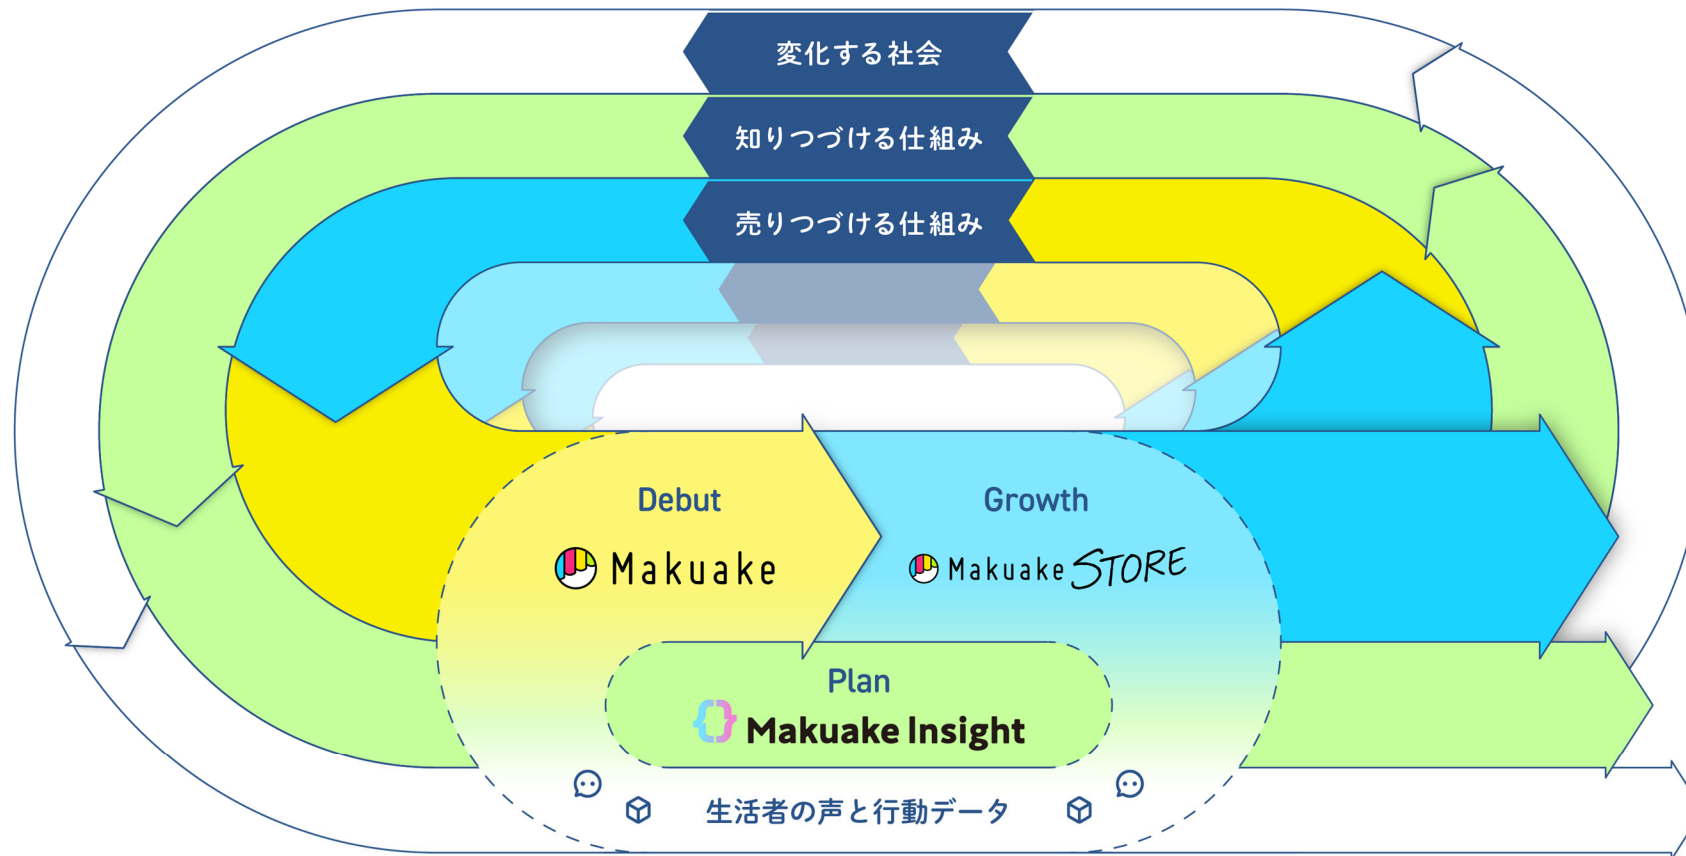 変化する社会
知りつづける仕組み
売りつづける仕組み
Debut
Growth
Makuake
Makuake STORE
Plan
Makuake Insight
生活者の声と行動データ